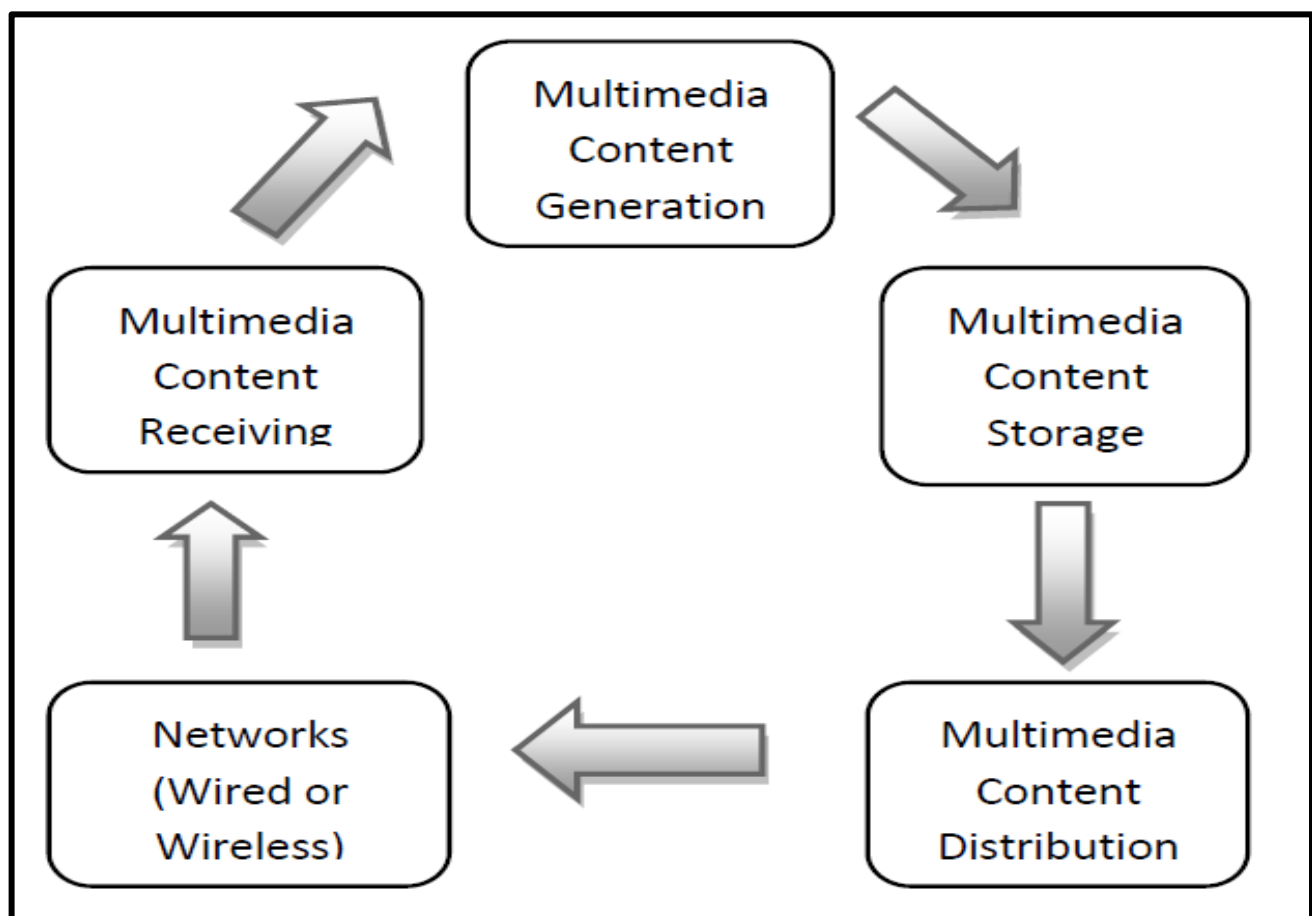 Multimedia
Content
Generation
Multimedia
Content
Storage
Multimedia
Content
Distribution
Networks
(Wired or
Wireless)
Multimedia
Content
Receiving